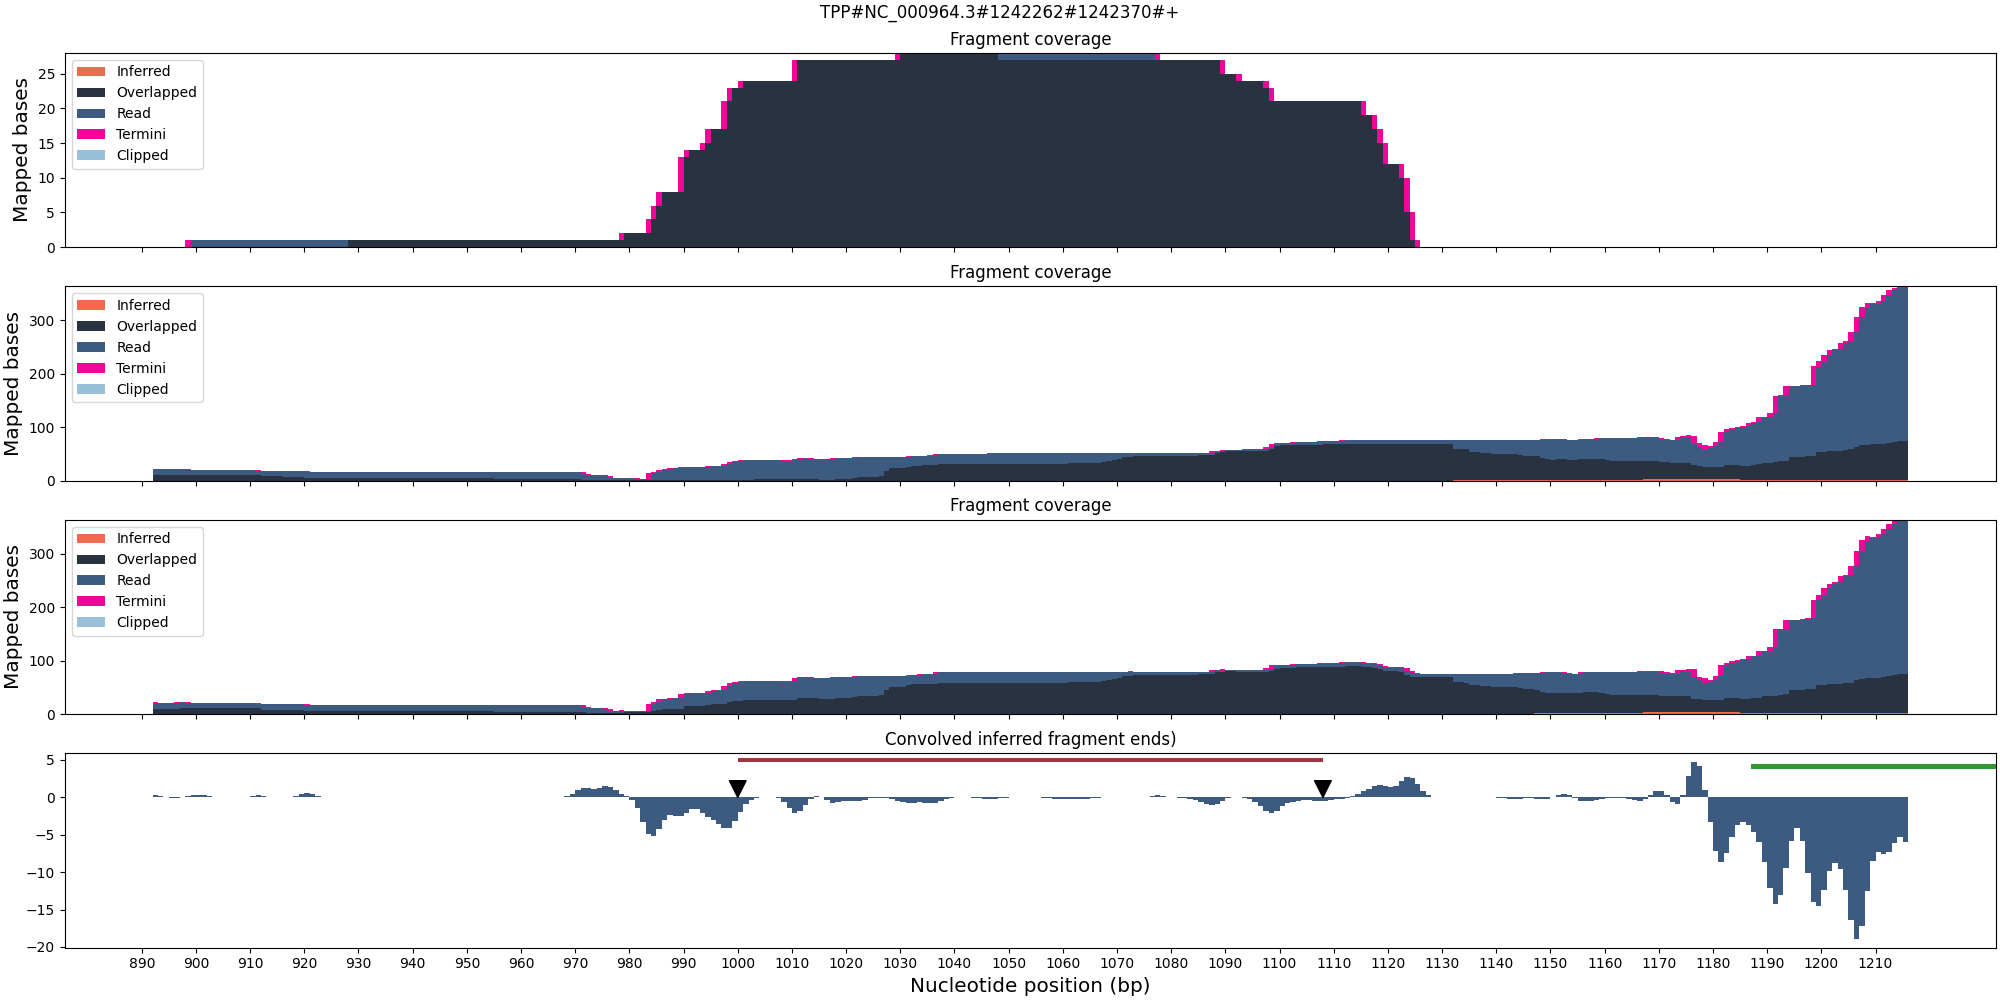 TPP#NC_000964.3#1242262#1242370#+
Fragment coverage
Mapped bases
25
20
15
10
5
0
Inferred
Overlapped
Read
Termini
Clipped
Fragment coverage
Mapped bases
300
200
100
0
Inferred
Overlapped
Read
Termini
Clipped
Fragment coverage
Mapped bases
300
200
100
0
Inferred
Overlapped
Read
Termini
Clipped
Convolved inferred fragment ends)
5
0
−5
−10
−15
−20
890 900 910 920 930 940 950 960 970 980 990 1000 1010 1020 1030 1040 1050 1060 1070 1080 1090 1100 1110 1120 1130 1140 1150 1160 1170 1180 1190 1200 1210
Nucleotide position (bp)